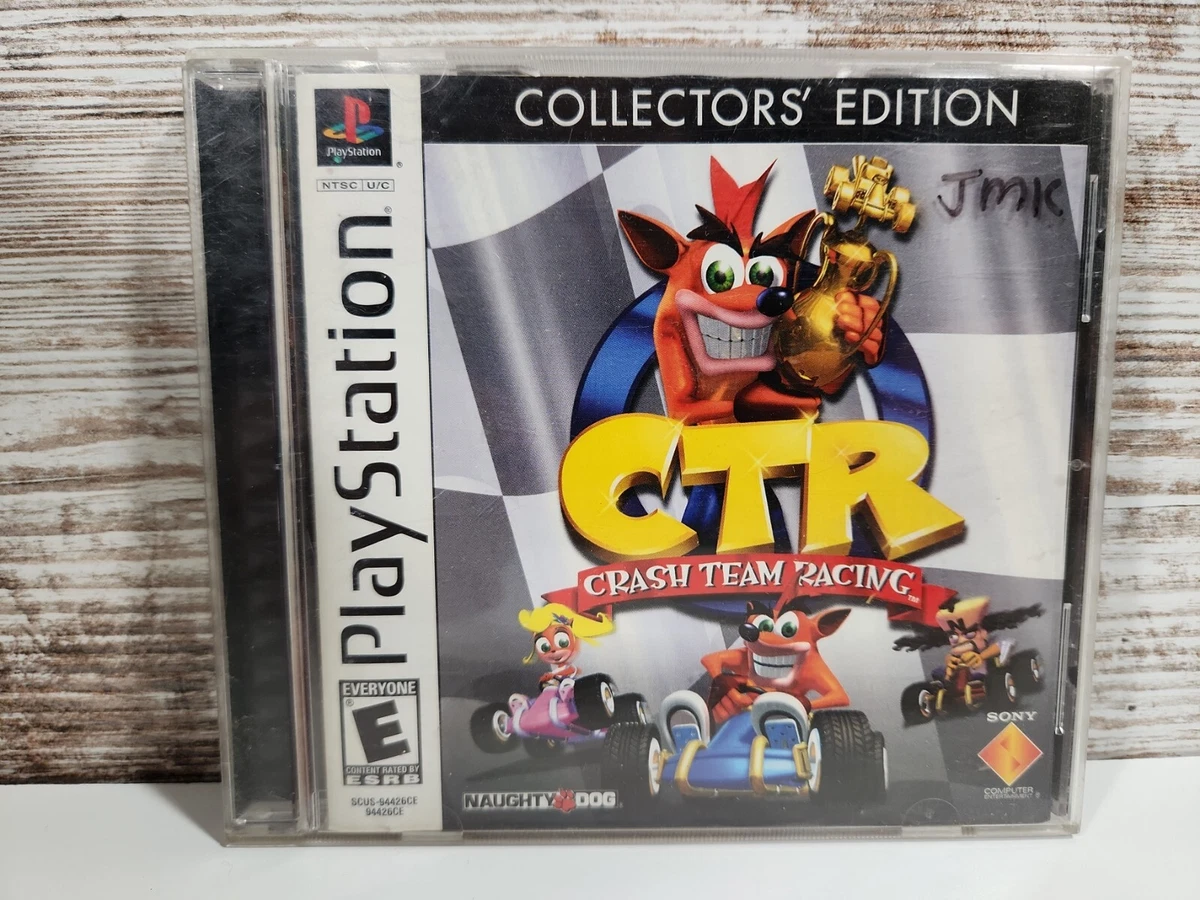 COLLECTORS' EDITION
PlayStation
NTSC U/C
PlayStation
JMK
CTR
CRASH TEAM RACING™
EVERYONE
E
CONTENT RATED BY
ESRB
SCUS-94426CE
94426CE
NAUGHTY DOG
N
SONY
COMPUTER
ENTERTAINMENT